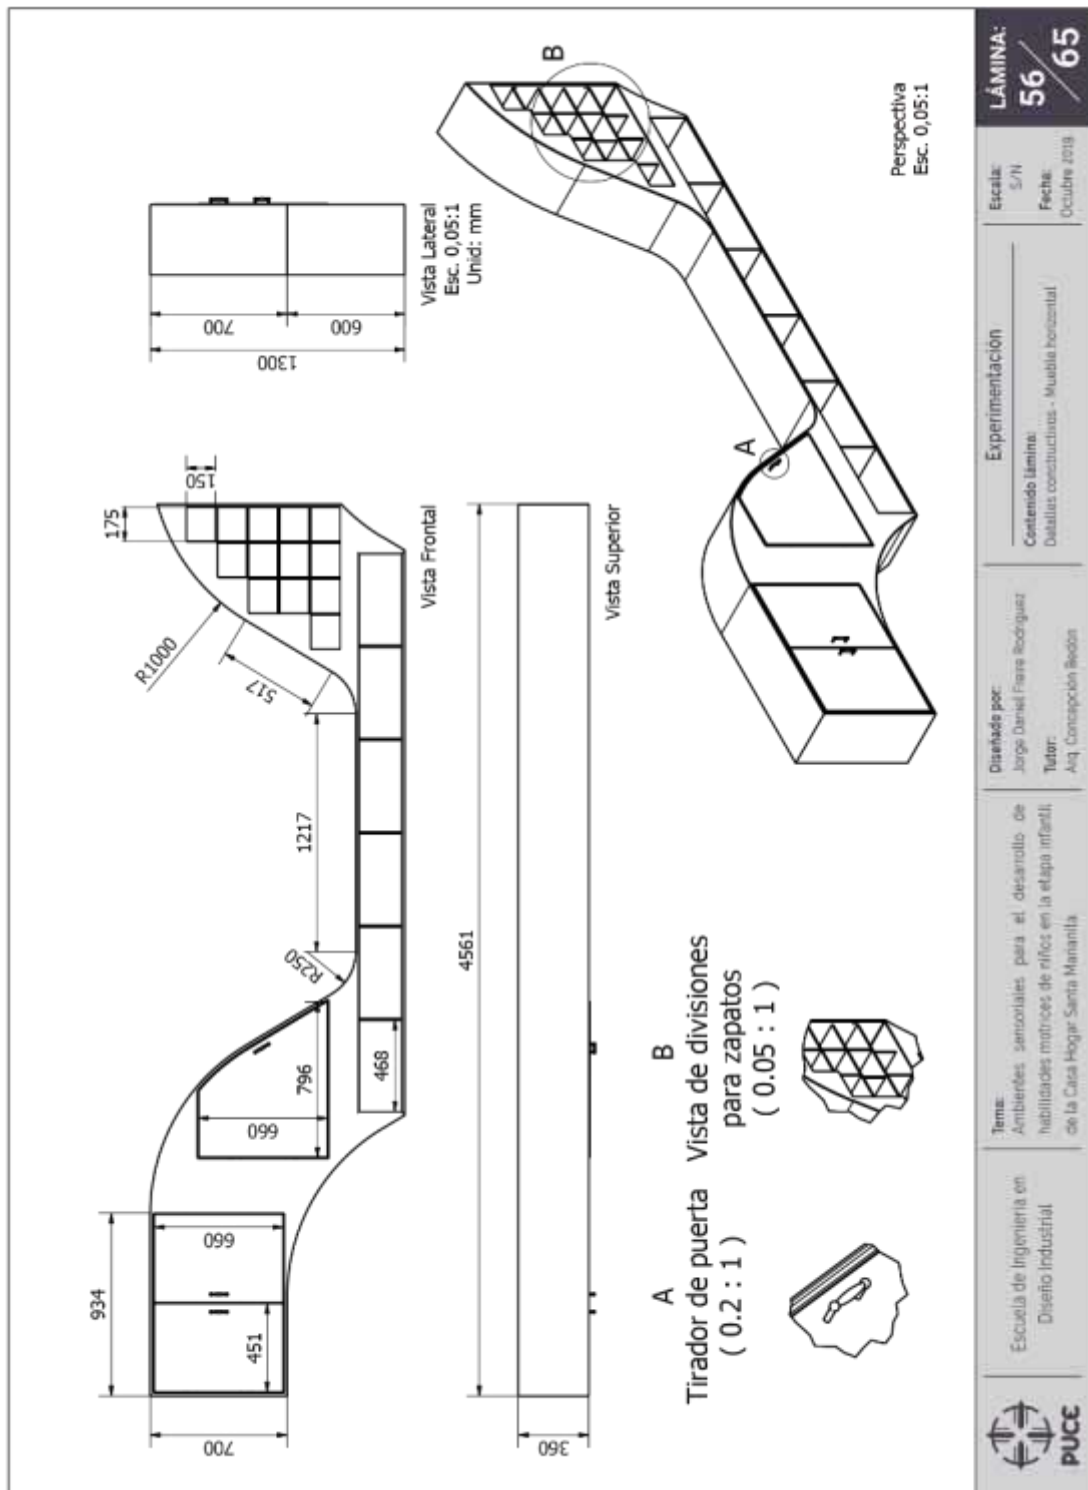 934
660
451
700
660
796
468
R250
1217
517
R1000
175
150
Vista Frontal
700
600
1300
Vista Lateral
Esc. 0,05:1
Unid: mm
4561
360
Vista Superior
A
Tirador de puerta
( 0.2 : 1 )
B
Vista de divisiones
para zapatos
( 0.05 : 1 )
A
B
Perspectiva
Esc. 0,05:1
PUCE
Escuela de Ingeniería en
Diseño Industrial
Tema:
Ambientes sensoriales para el desarrollo de
habilidades motrices de niños en la etapa infantil
de la Casa Hogar Santa Marianita
Diseñado por:
Jorge Daniel Freire Rodríguez
Tutor:
Arq. Concepción Bedón
Experimentación
Contenido lámina:
Detalles constructivos - Mueble horizontal
Escala:
S/N
Fecha:
Octubre 2019
LÁMINA:
56/65